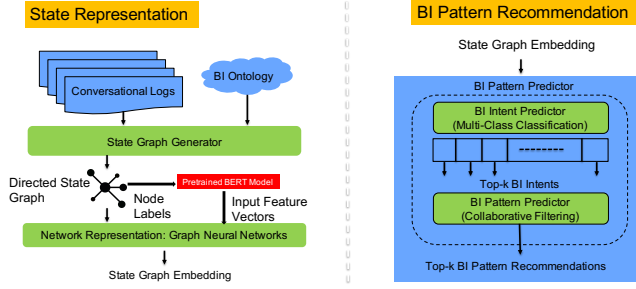 State Representation
Conversational Logs
BI Ontology
State Graph Generator
Directed State
Graph
Node
Labels
Pretrained BERT Model
Input Feature
Vectors
Network Representation: Graph Neural Networks
State Graph Embedding
BI Pattern Recommendation
State Graph Embedding
BI Pattern Predictor
BI Intent Predictor
(Multi-Class Classification)
Top-k BI Intents
BI Pattern Predictor
(Collaborative Filtering)
Top-k BI Pattern Recommendations